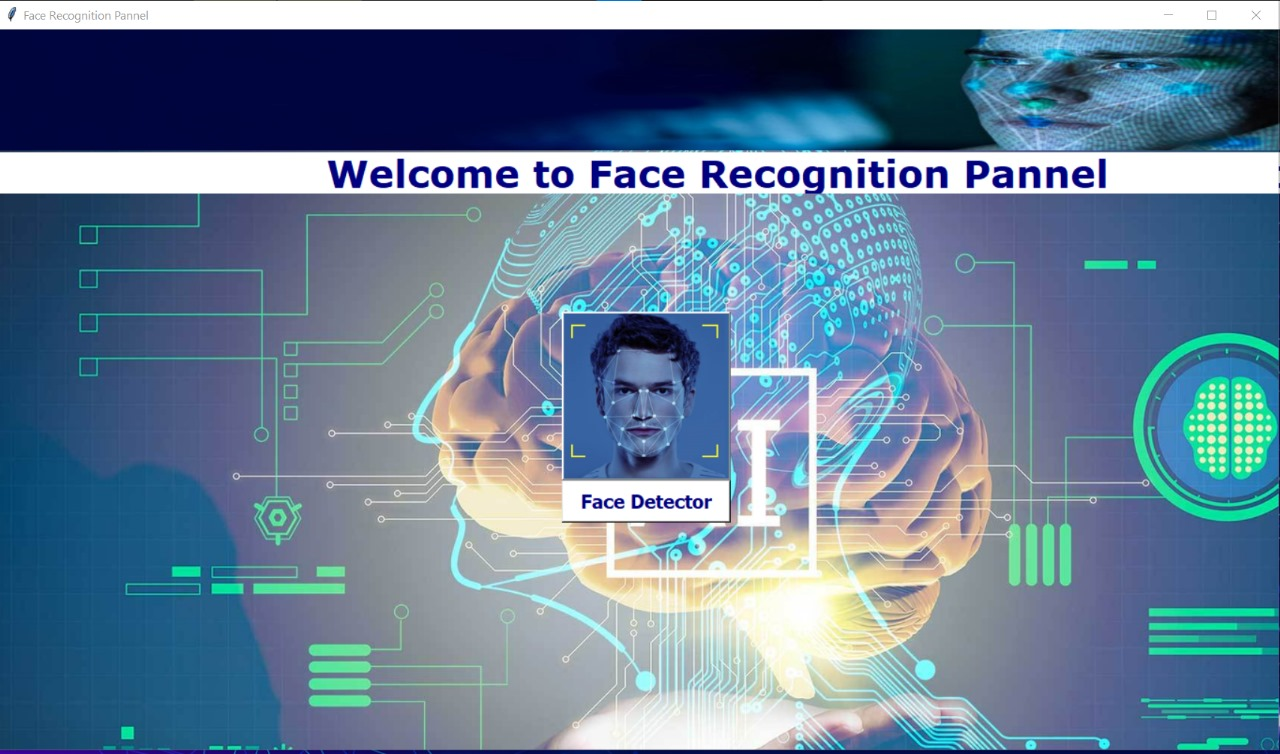 Face Recognition Pannel
Welcome to Face Recognition Pannel
I
Face Detector